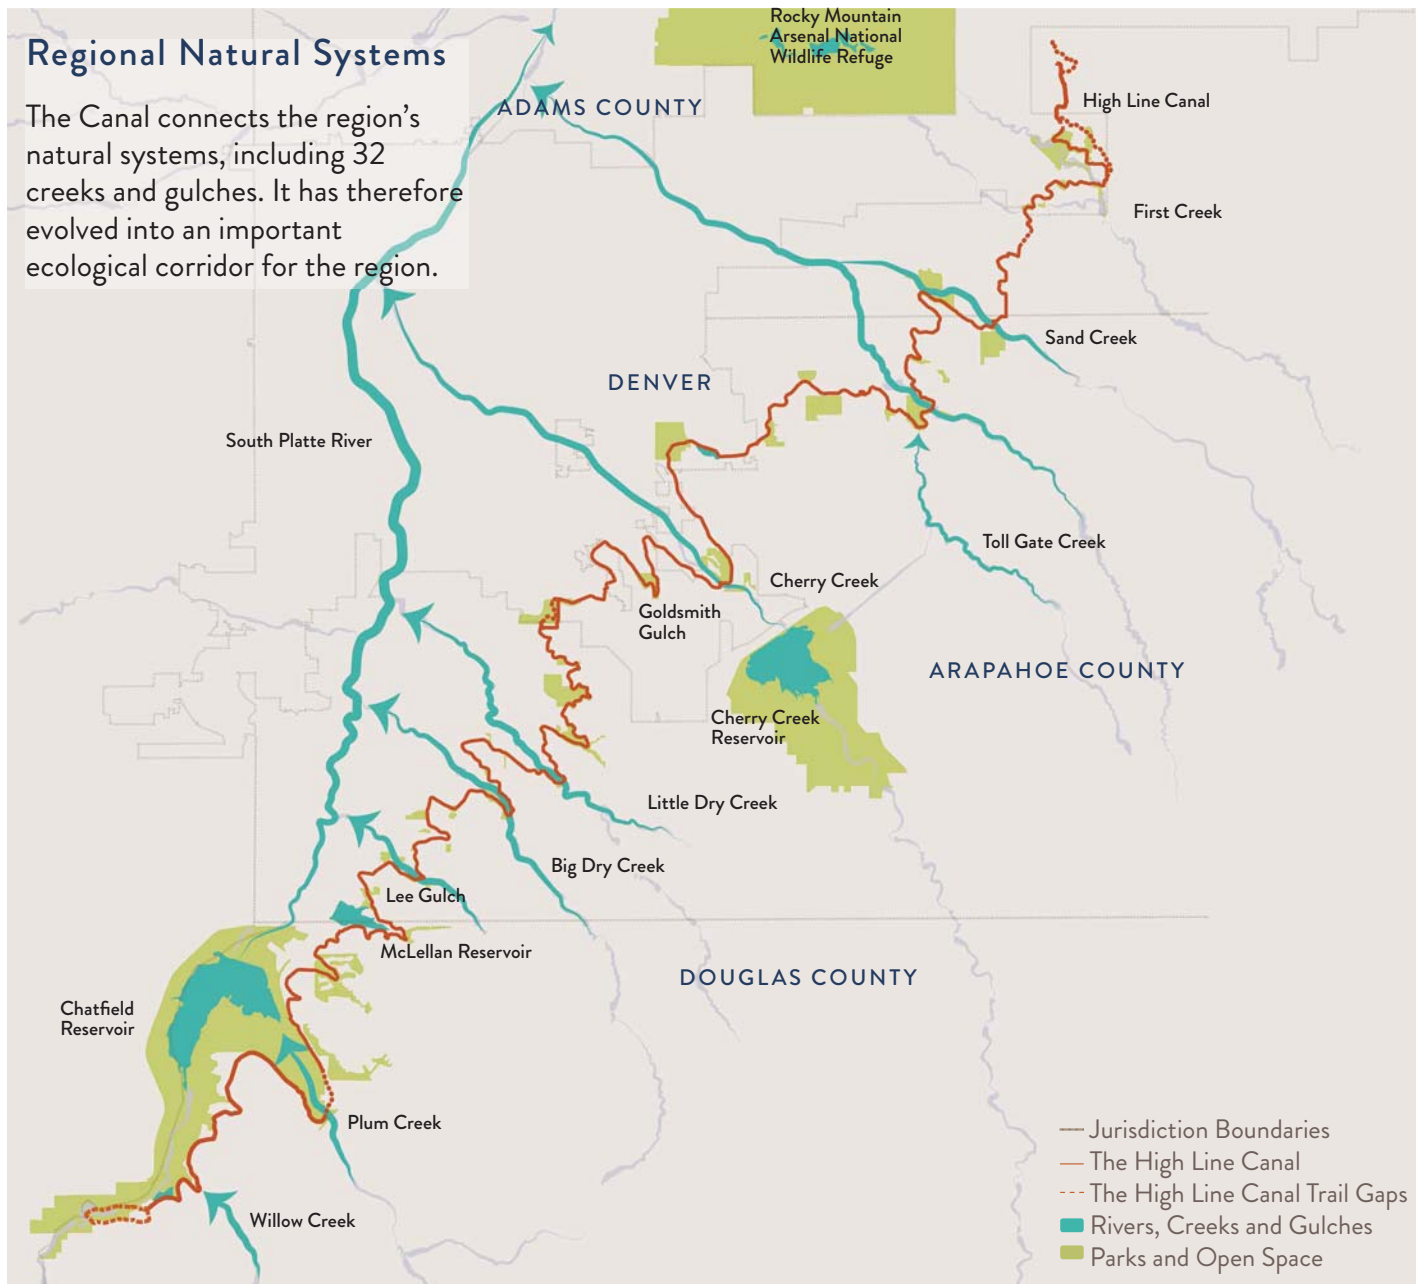 Regional Natural Systems
The Canal connects the region's
natural systems, including 32
creeks and gulches. It has therefore
evolved into an important
ecological corridor for the region.
Rocky Mountain
Arsenal National
Wildlife Refuge
ADAMS COUNTY
High Line Canal
First Creek
Sand Creek
DENVER
South Platte River
Toll Gate Creek
Cherry Creek
Goldsmith
Gulch
ARAPAHOE COUNTY
Cherry Creek
Reservoir
Little Dry Creek
Big Dry Creek
Lee Gulch
McLellan Reservoir
DOUGLAS COUNTY
Chatfield
Reservoir
Plum Creek
Willow Creek
Jurisdiction Boundaries
The High Line Canal
The High Line Canal Trail Gaps
Rivers, Creeks and Gulches
Parks and Open Space